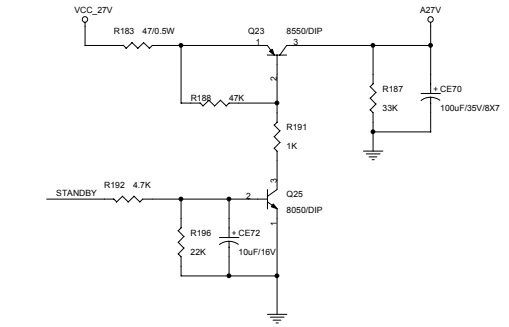 VCC_27V
A27V
R183 47/0.5W
Q23
8550/DIP
1
3
2
R188 47K
R187
33K
+ CE70
100uF/35V/8X7
R191
1K
3
STANDBY
R192 4.7K
2
Q25
8050/DIP
1
R196
22K
+ CE72
10uF/16V